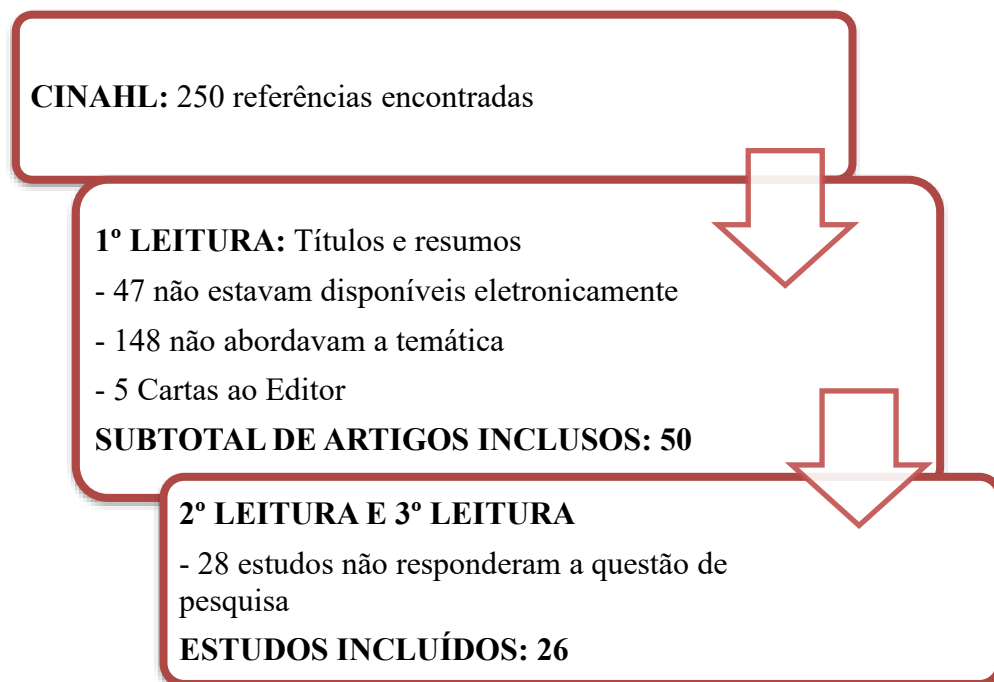 CINAHL: 250 referências encontradas
1º LEITURA: Títulos e resumos
- 47 não estavam disponíveis eletronicamente
- 148 não abordavam a temática
- 5 Cartas ao Editor
SUBTOTAL DE ARTIGOS INCLUSOS: 50
2º LEITURA E 3º LEITURA
- 28 estudos não responderam a questão de
pesquisa
ESTUDOS INCLUÍDOS: 26